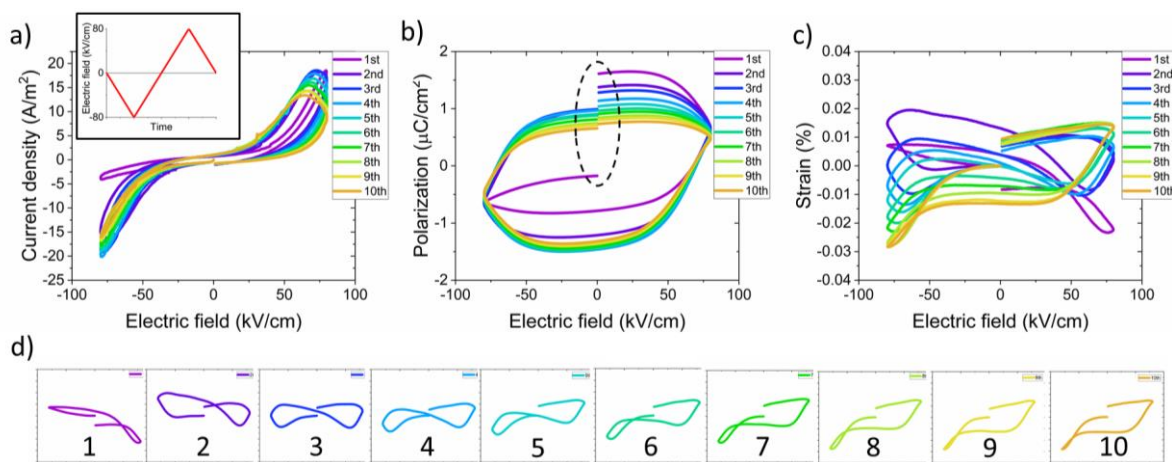 a)
Electric field (kV/cm)
80
0
-80
Time
Current density (A/m²)
20
15
10
5
0
-5
-10
-15
-20
-25
-100
-50
0
50
100
Electric field (kV/cm)
1st
2nd
3rd
4th
5th
6th
7th
8th
9th
10th
b)
Polarization (μC/cm²)
2
1
0
-1
-2
-100
-50
0
50
100
Electric field (kV/cm)
1st
2nd
3rd
4th
5th
6th
7th
8th
9th
10th
c)
Strain (%)
0.04
0.03
0.02
0.01
0.00
-0.01
-0.02
-0.03
-0.04
-100
-50
0
50
100
Electric field (kV/cm)
1st
2nd
3rd
4th
5th
6th
7th
8th
9th
10th
d)
1 2 3 4 5 6 7 8 9 10